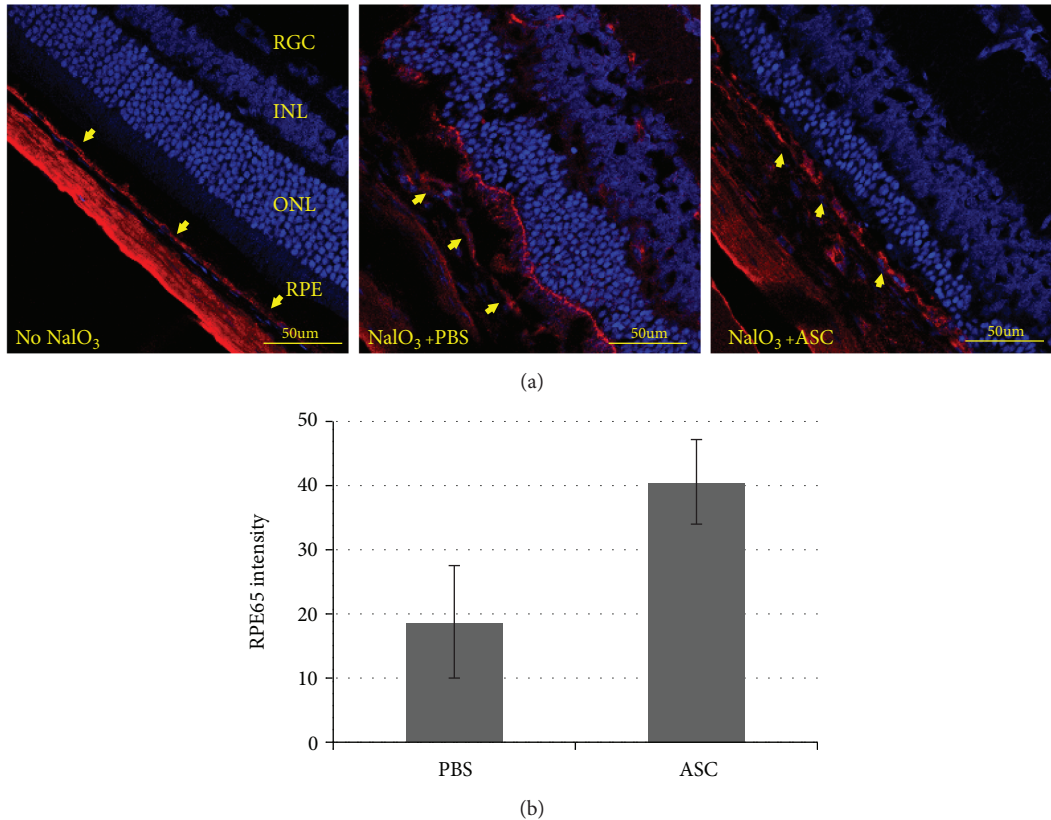 RGC
INL
ONL
RPE
50um
No NaIO3
50um
NaIO3 +PBS
50um
NaIO3 +ASC
(a)
50
40
30
20
10
0
RPE65 intensity
PBS
ASC
(b)